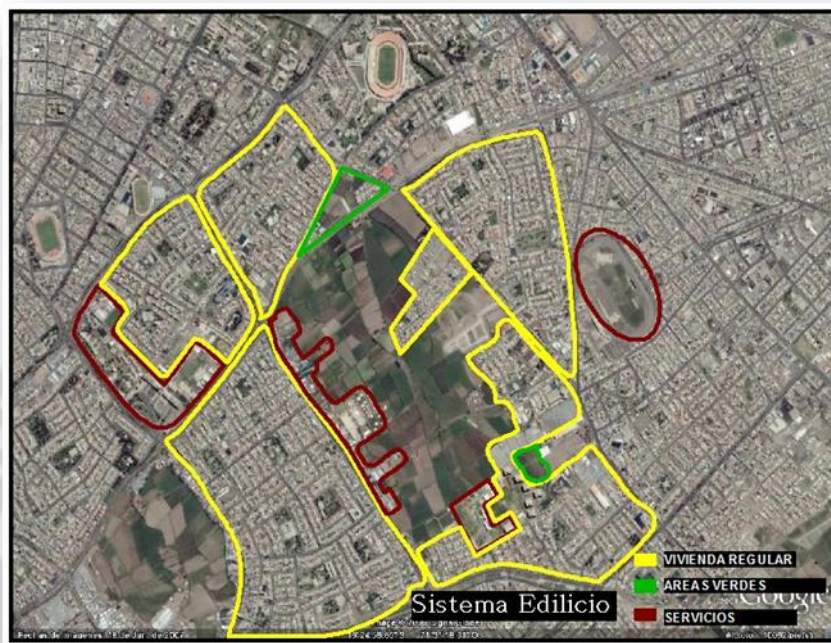 VIVIENDA REGULAR
AREAS VERDES
SERVICIOS
Sistema Edilicio
Google